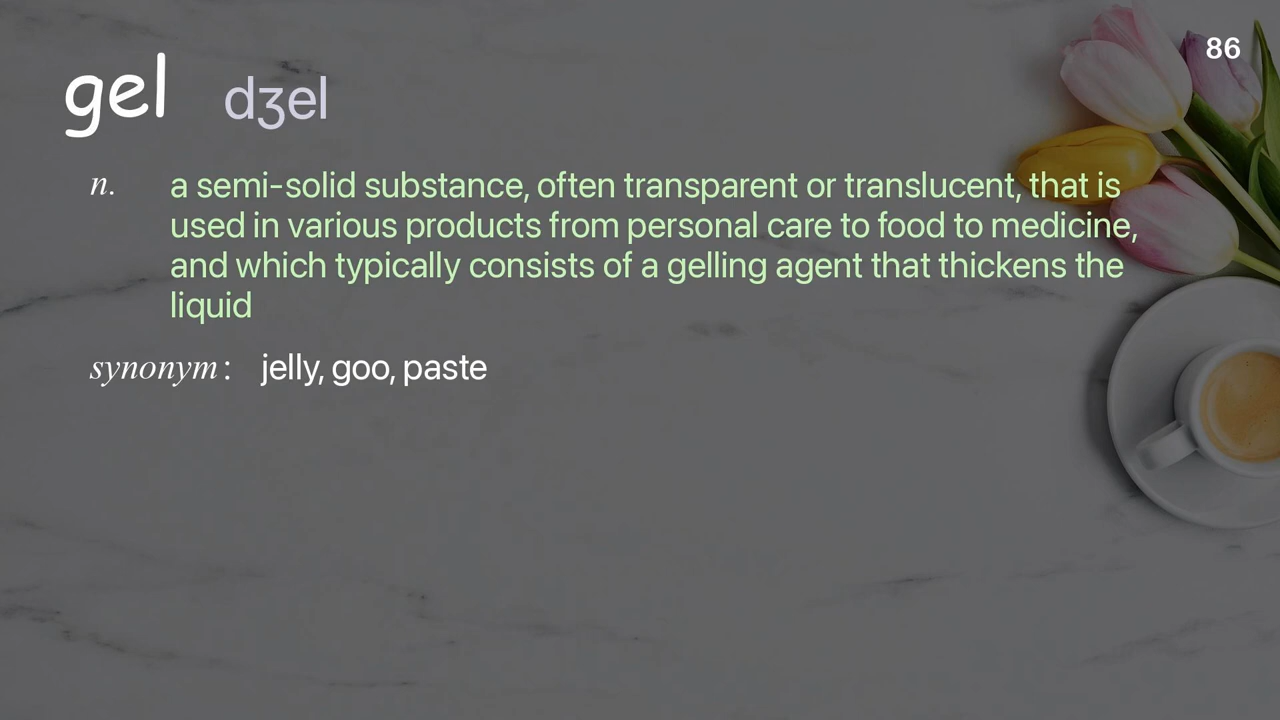 86
gel dʒel
n. a semi-solid substance, often transparent or translucent, that is
used in various products from personal care to food to medicine,
and which typically consists of a gelling agent that thickens the
liquid
synonym: jelly, goo, paste